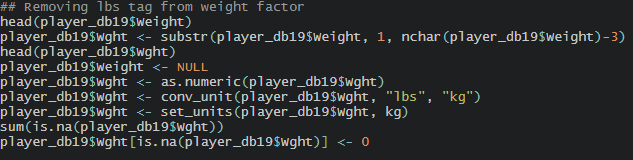 ## Removing lbs tag from weight factor
head(player_db19$Weight)
player_db19$Wght <- substr(player_db19$Weight, 1, nchar(player_db19$Weight)-3)
head(player_db19$Wght)
player_db19$Weight <- NULL
player_db19$Wght <- as.numeric(player_db19$Wght)
player_db19$Wght <- conv_unit(player_db19$Wght, "lbs", "kg")
player_db19$Wght <- set_units(player_db19$Wght, kg)
sum(is.na(player_db19$Wght))
player_db19$Wght[is.na(player_db19$Wght)] <- 0